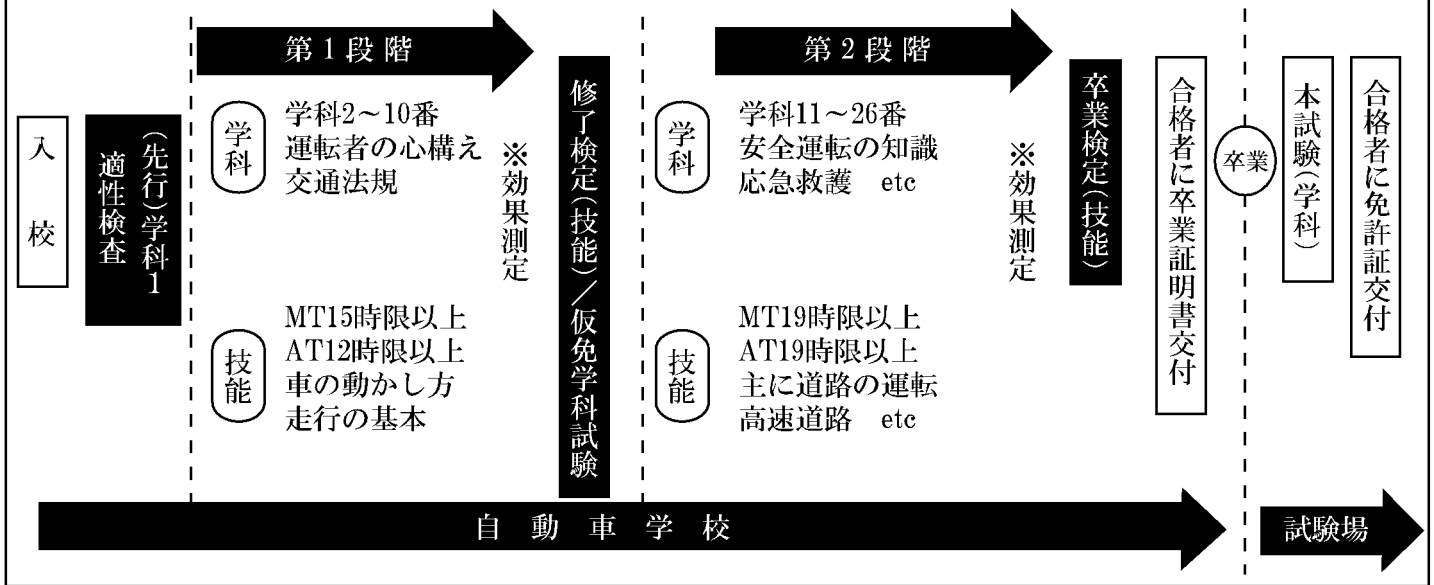 入校
(先行)学科1
適性検査
第1段階
学科
学科2～10番
運転者の心構え
交通法規
※効果測定
技能
MT15時限以上
AT12時限以上
車の動かし方
走行の基本
修了検定(技能)／仮免学科試験
第2段階
学科
学科11～26番
安全運転の知識
応急救護　etc
※効果測定
技能
MT19時限以上
AT19時限以上
主に道路の運転
高速道路　etc
卒業検定(技能)
合格者に卒業証明書交付
卒業
本試験(学科)
合格者に免許証交付
自動車学校
試験場